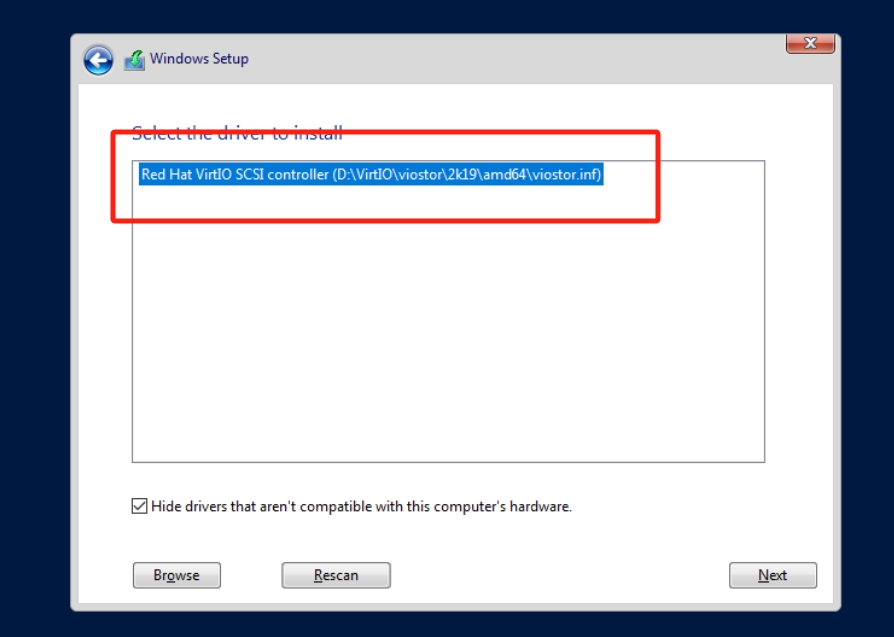 Windows Setup
Select the driver to install
Red Hat VirtIO SCSI controller (D:\VirtIO\viostor\2k19\amd64\viostor.inf)
Hide drivers that aren't compatible with this computer's hardware.
Browse
Rescan
Next